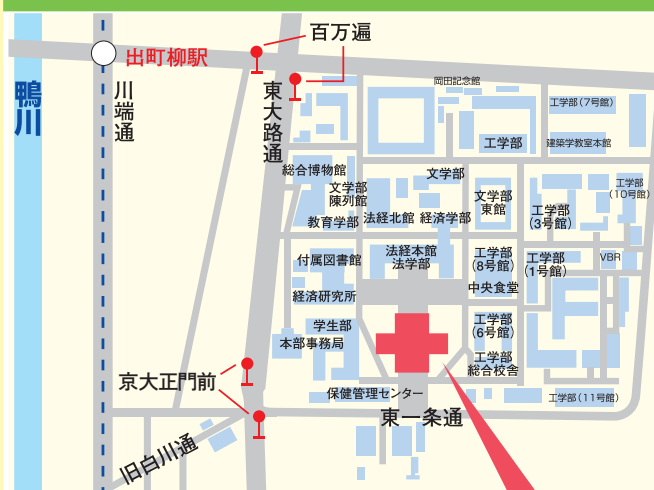 百万遍
出町柳駅
鴨川
川端通
東大路通
岡田記念館
工学部(7号館)
工学部
建築学教室本館
総合博物館
文学部
文学部
陳列館
文学部
東館
工学部
(10号館)
教育学部
法経北館
経済学部
工学部
(3号館)
付属図書館
法経本館
法学部
工学部
(8号館)
工学部
(1号館)
VBR
経済研究所
中央食堂
学生部
本部事務局
工学部
(6号館)
工学部
総合校舎
京大正門前
保健管理センター
工学部(11号館)
東一条通
旧白川通